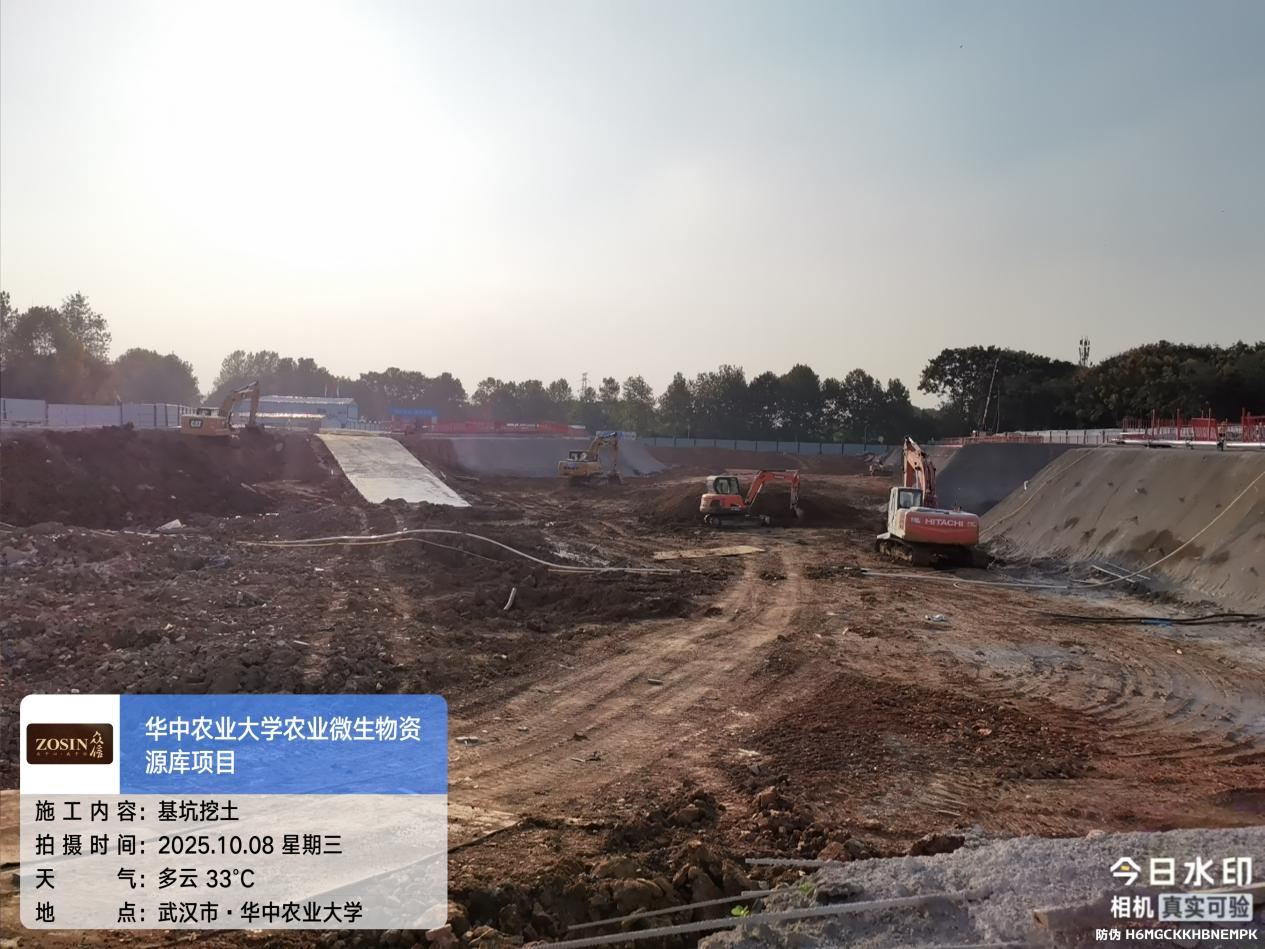 CAT
HITACHI
ZOSIN众信
华中农业大学农业微生物资
源库项目
施工内容：基坑挖土
拍摄时间：2025.10.08 星期三
天气：多云 33°C
地点：武汉市·华中农业大学
今日水印
相机 真实可验
防伪 H6MGCKKHBNEMPK